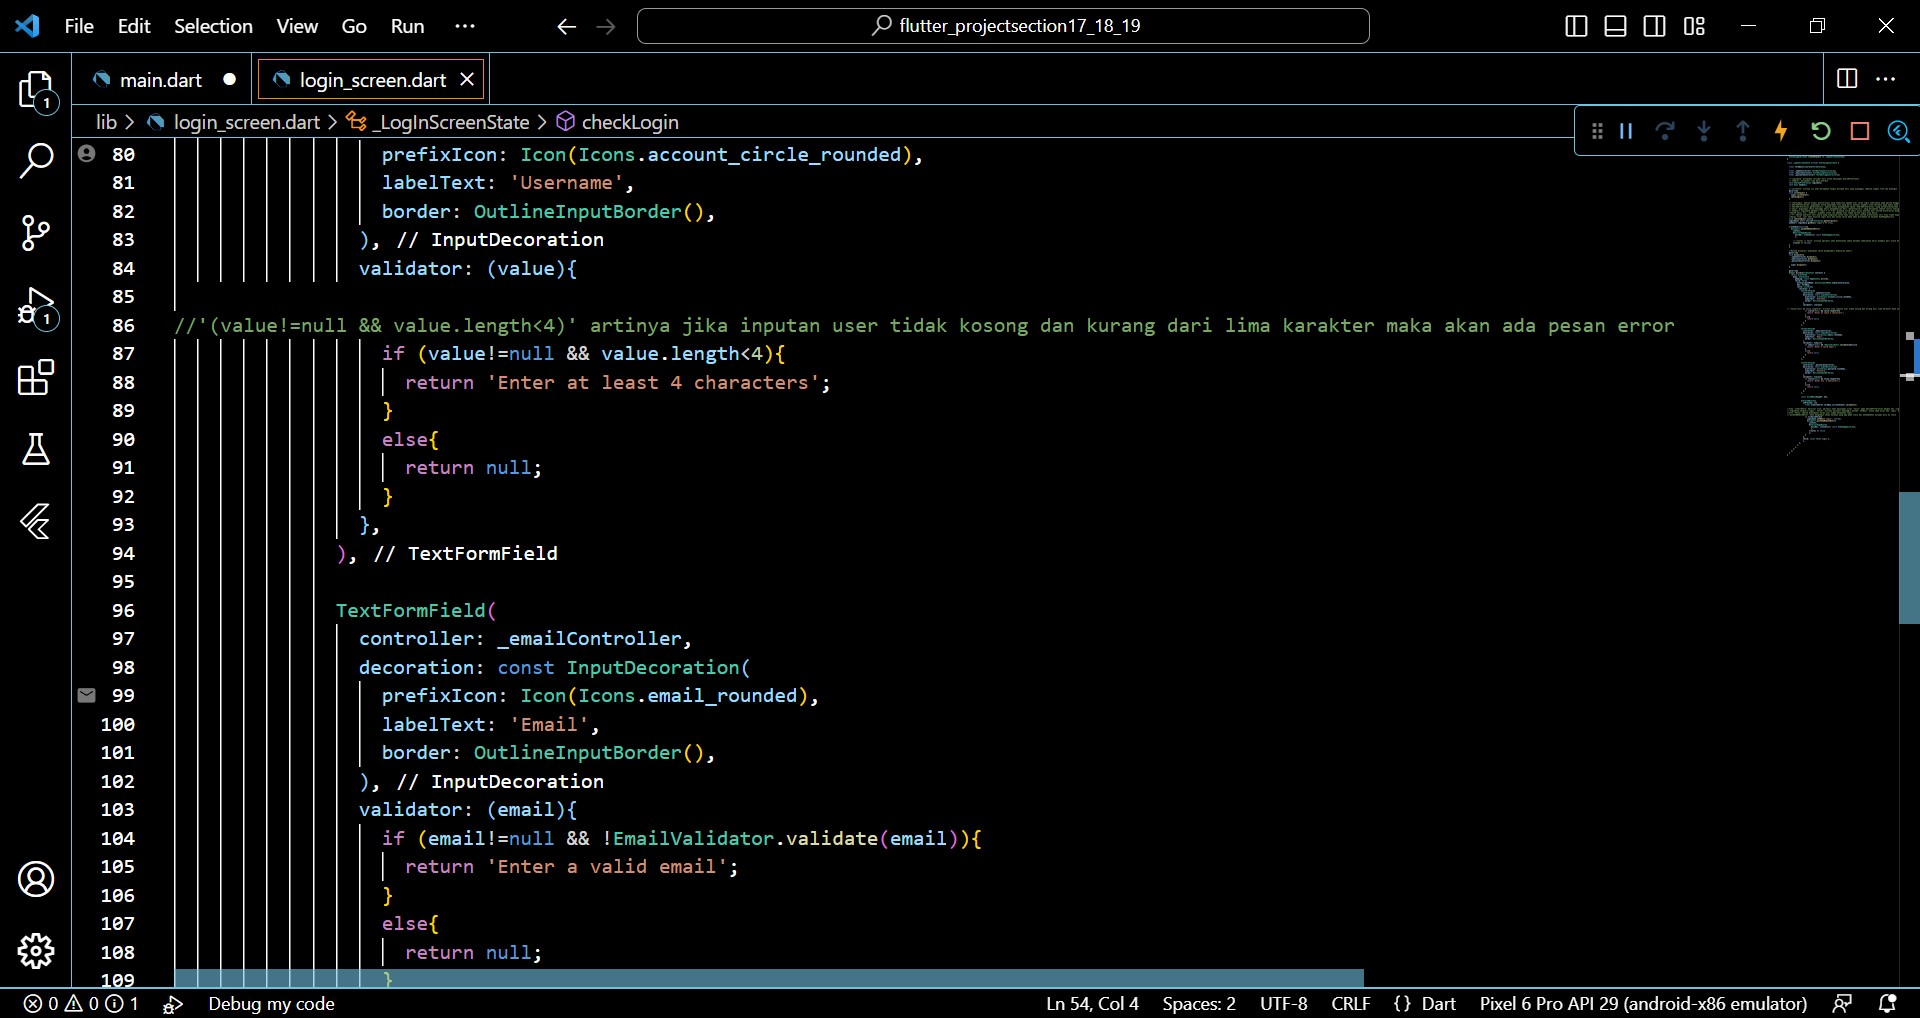 File Edit Selection View Go Run ··· flutter_projectsection17_18_19
main.dart login_screen.dart
lib > login_screen.dart > _LogInScreenState > checkLogin
80 prefixIcon: Icon(Icons.account_circle_rounded),
81 labelText: 'Username',
82 border: OutlineInputBorder(),
83 ), // InputDecoration
84 validator: (value){
85
86 //'(value!=null && value.length<4)' artinya jika inputan user tidak kosong dan kurang dari lima karakter maka akan ada pesan error
87 if (value!=null && value.length<4){
88 return 'Enter at least 4 characters';
89 }
90 else{
91 return null;
92 }
93 },
94 ), // TextFormField
95
96 TextFormField(
97 controller: _emailController,
98 decoration: const InputDecoration(
99 prefixIcon: Icon(Icons.email_rounded),
100 labelText: 'Email',
101 border: OutlineInputBorder(),
102 ), // InputDecoration
103 validator: (email){
104 if (email!=null && !EmailValidator.validate(email)){
105 return 'Enter a valid email';
106 }
107 else{
108 return null;
109 }
1
1
0 0 1 Debug my code Ln 54, Col 4 Spaces: 2 UTF-8 CRLF {} Dart Pixel 6 Pro API 29 (android-x86 emulator)